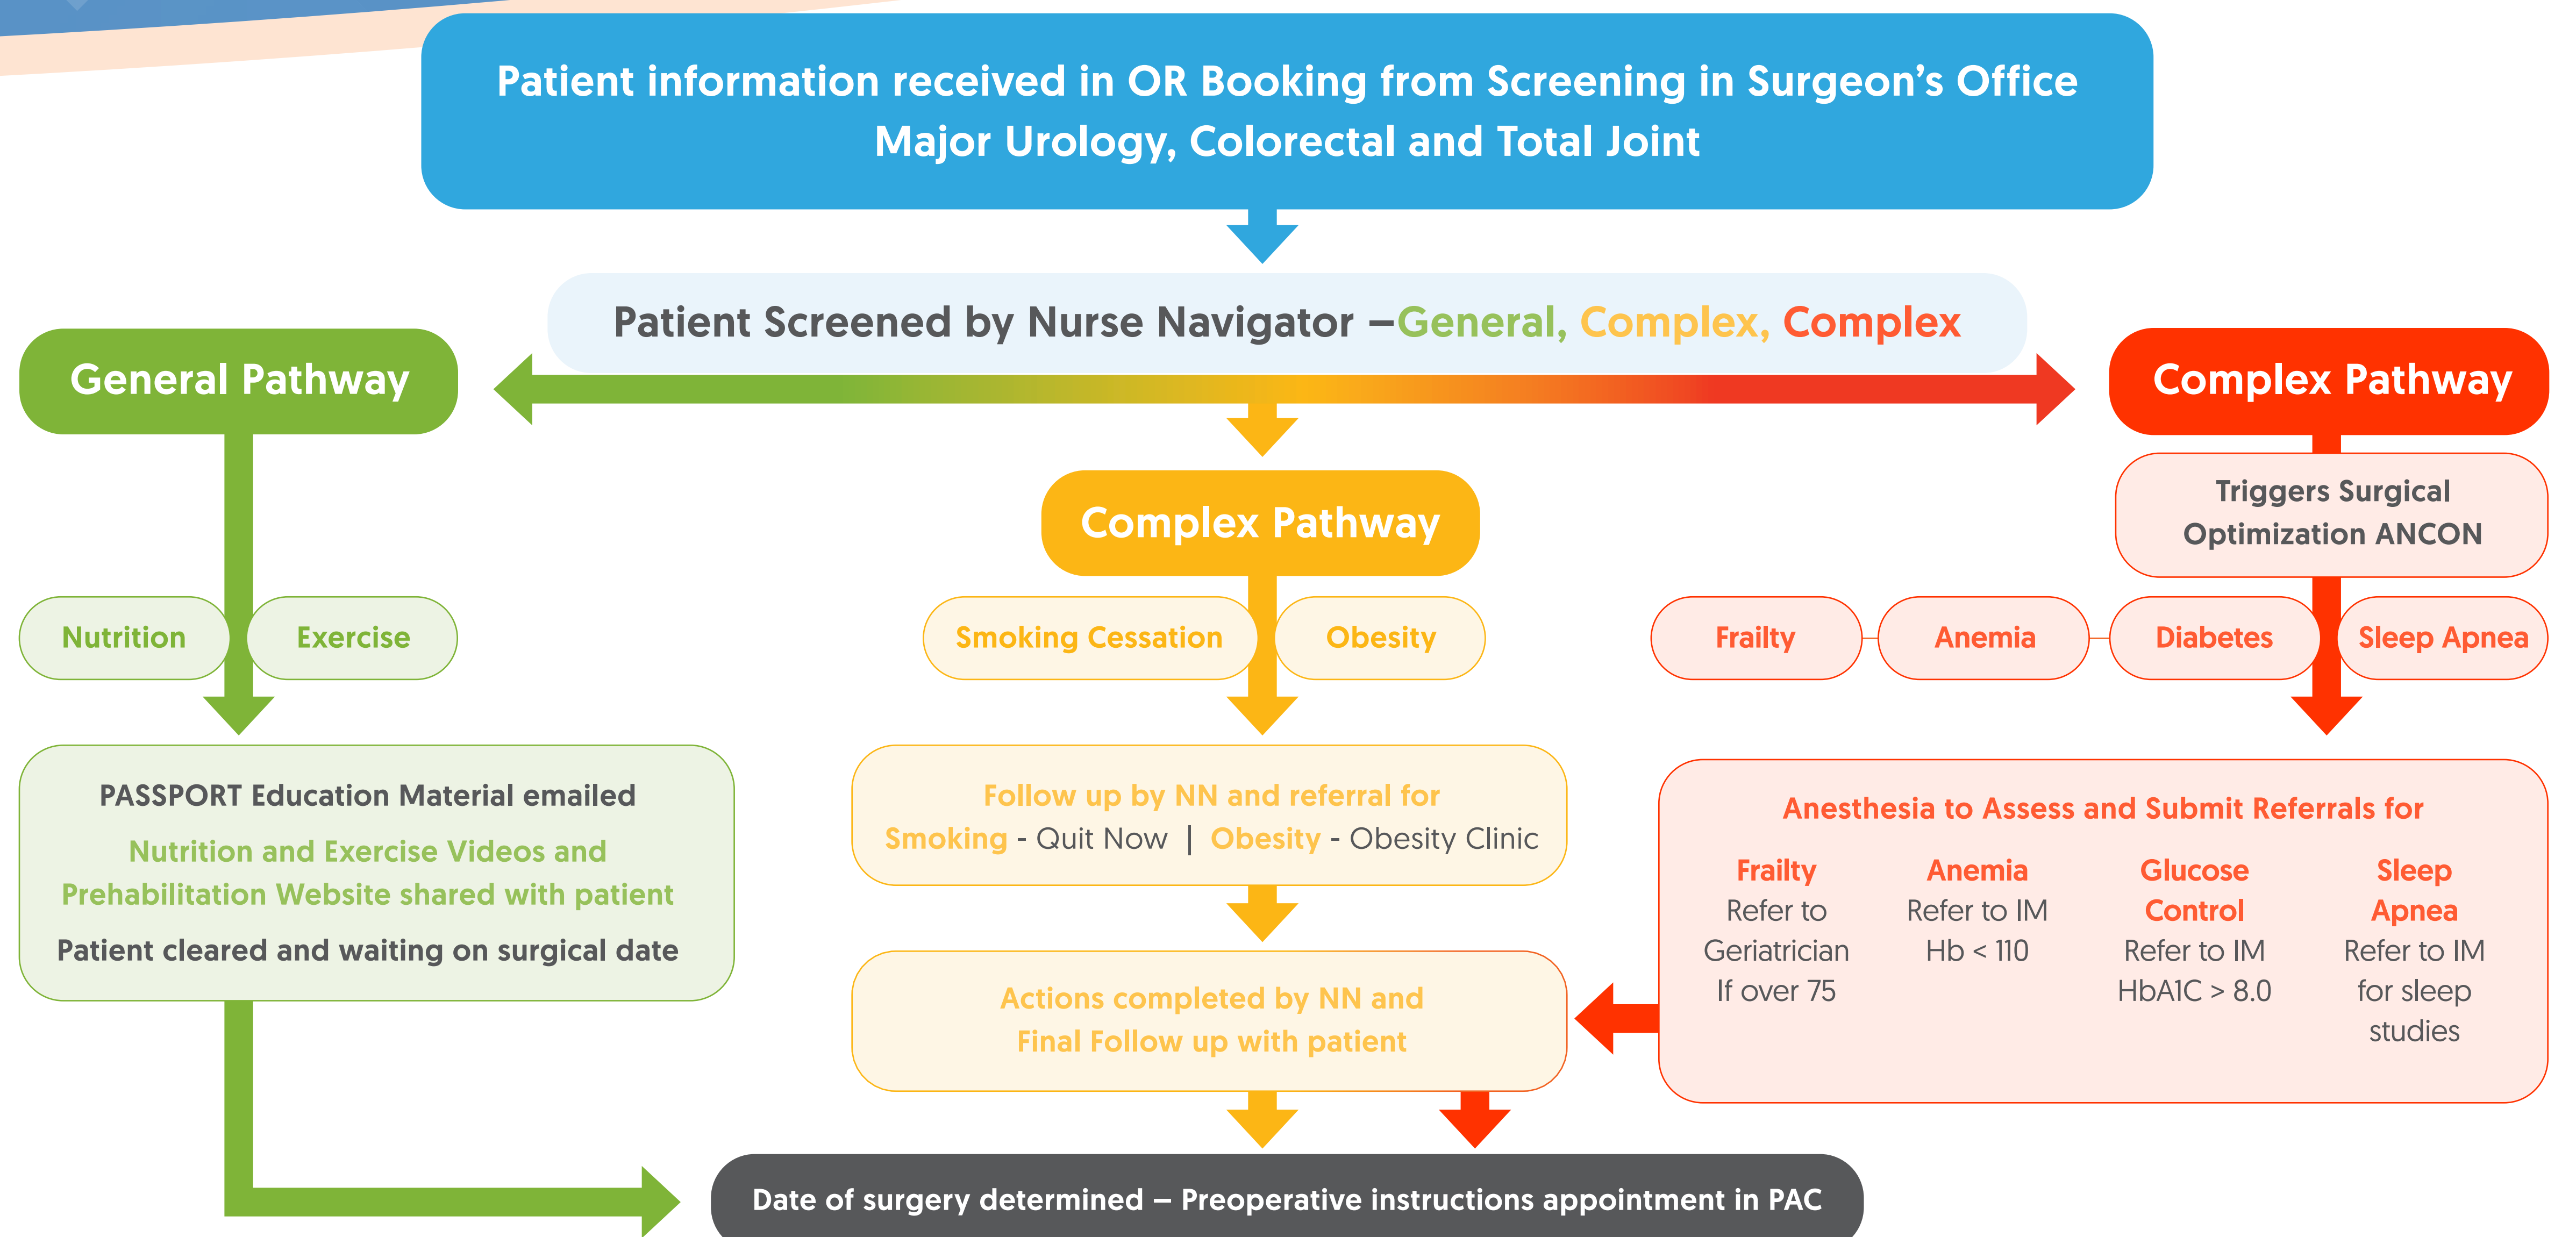 Patient information received in OR Booking from Screening in Surgeon’s Office
Major Urology, Colorectal and Total Joint
Patient Screened by Nurse Navigator –General, Complex, Complex
General Pathway
Nutrition
Exercise
PASSPORT Education Material emailed
Nutrition and Exercise Videos and
Prehabilitation Website shared with patient
Patient cleared and waiting on surgical date
Complex Pathway
Smoking Cessation
Obesity
Follow up by NN and referral for
Smoking - Quit Now | Obesity - Obesity Clinic
Actions completed by NN and
Final Follow up with patient
Complex Pathway
Triggers Surgical
Optimization ANCON
Frailty
Anemia
Diabetes
Sleep Apnea
Anesthesia to Assess and Submit Referrals for
Frailty
Refer to
Geriatrician
If over 75
Anemia
Refer to IM
Hb < 110
Glucose
Control
Refer to IM
HbA1C > 8.0
Sleep
Apnea
Refer to IM
for sleep
studies
Date of surgery determined – Preoperative instructions appointment in PAC